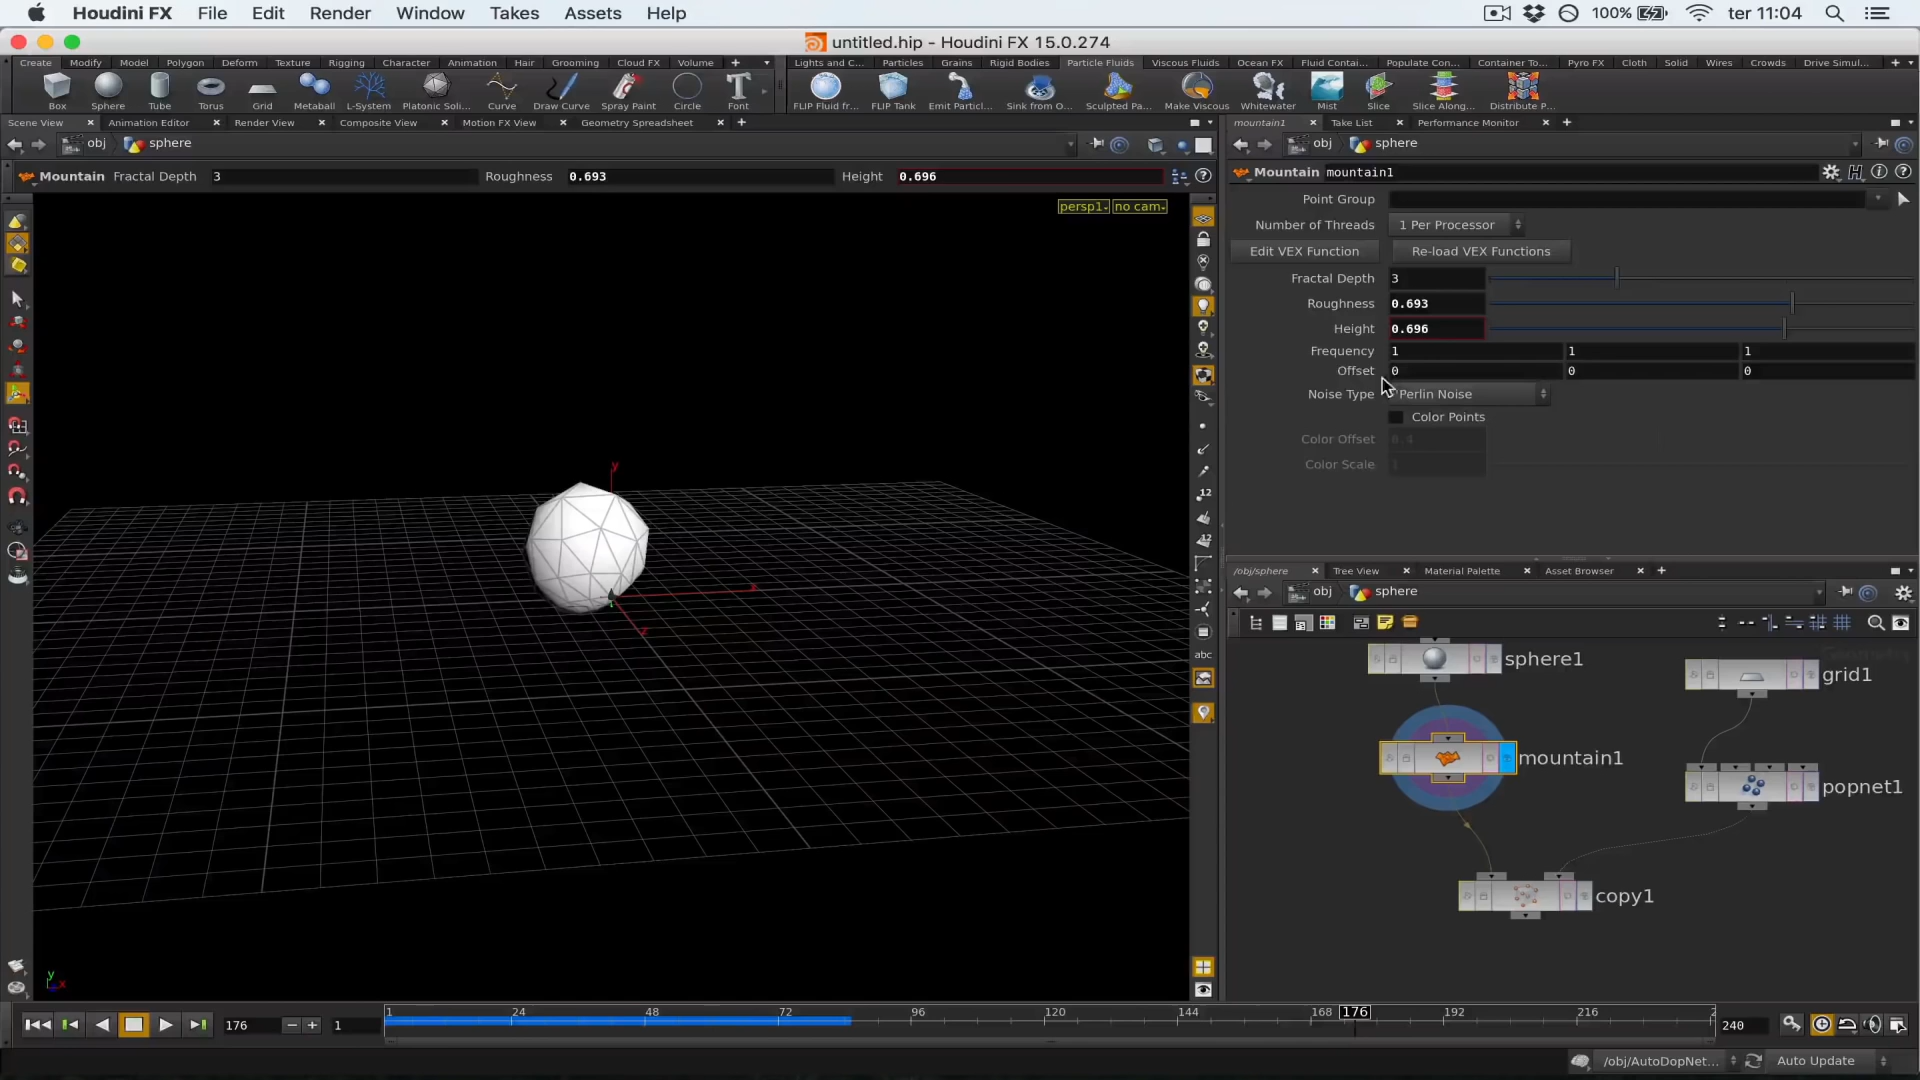 Houdini FX File Edit Render Window Takes Assets Help 100% ter 11:04
untitled.hip - Houdini FX 15.0.274
Create Modify Model Polygon Deform Texture Rigging Character Animation Hair Grooming Cloud FX Volume
Lights and C... Particles Grains Rigid Bodies Particle Fluids Viscous Fluids Ocean FX Fluid Contai... Populate Con... Container To... Pyro FX Cloth Solid Wires Crowds Drive Simul...
Box Sphere Tube Torus Grid Metaball L-System Platonic Soli... Curve Draw Curve Spray Paint Circle Font
FLIP Fluid fr... FLIP Tank Emit Particl... Sink from O... Sculpted Pa... Make Viscous Whitewater Mist Slice Slice Along... Distribute P...
Scene View Animation Editor Render View Composite View Motion FX View Geometry Spreadsheet
obj sphere
Mountain Fractal Depth 3 Roughness 0.693 Height 0.696
persp1 no cam
y
x
z
12
12
abc
y
x
mountain1 Take List Performance Monitor
obj sphere
Mountain mountain1
Point Group
Number of Threads 1 Per Processor
Edit VEX Function Re-load VEX Functions
Fractal Depth 3
Roughness 0.693
Height 0.696
Frequency 1 1 1
Offset 0 0 0
Noise Type Perlin Noise
Color Points
Color Offset 0.4
Color Scale 1
/obj/sphere Tree View Material Palette Asset Browser
obj sphere
sphere1
grid1
mountain1
popnet1
copy1
176 1
1 24 48 72 96 120 144 168 176 192 216 2
240
/obj/AutoDopNet... Auto Update